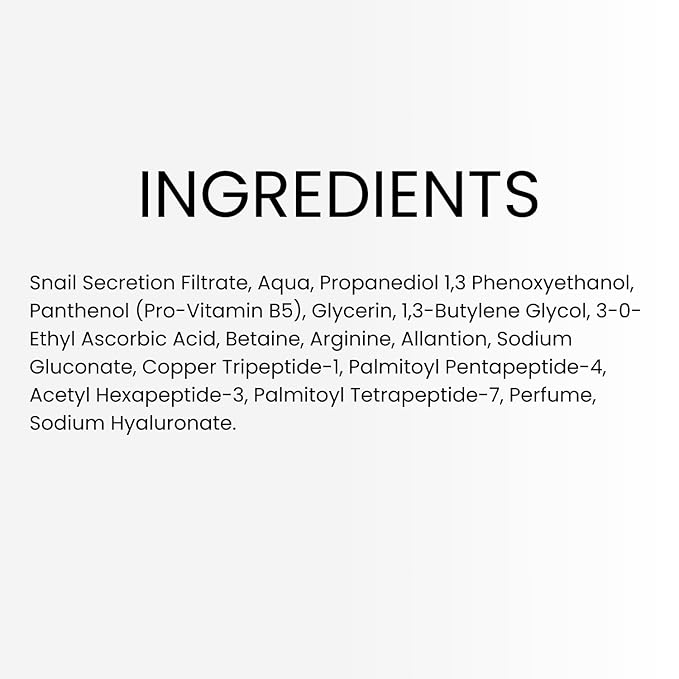 INGREDIENTS
Snail Secretion Filtrate, Aqua, Propanediol 1,3 Phenoxyethanol,
Panthenol (Pro-Vitamin B5), Glycerin, 1,3-Butylene Glycol, 3-0-
Ethyl Ascorbic Acid, Betaine, Arginine, Allantion, Sodium
Gluconate, Copper Tripeptide-1, Palmitoyl Pentapeptide-4,
Acetyl Hexapeptide-3, Palmitoyl Tetrapeptide-7, Perfume,
Sodium Hyaluronate.